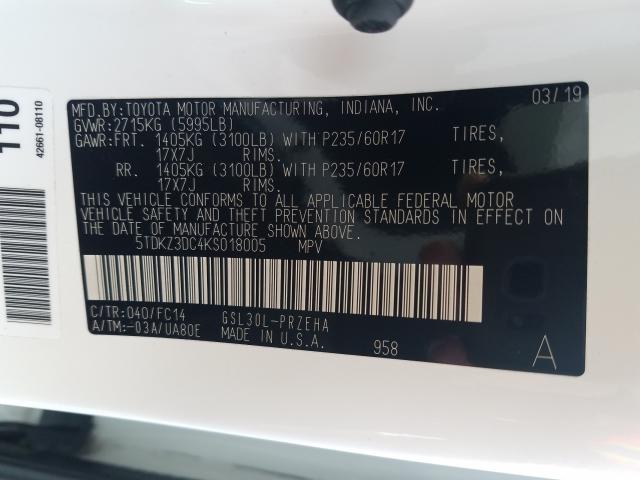 MFD.BY:TOYOTA MOTOR MANUFACTURING, INDIANA, INC. 03/19
GVWR:2715KG (5995LB)
GAWR:FRT. 1405KG (3100LB) WITH P235/60R17 TIRES,
17X7J RIMS.
RR. 1405KG (3100LB) WITH P235/60R17 TIRES,
17X7J RIMS.
THIS VEHICLE CONFORMS TO ALL APPLICABLE FEDERAL MOTOR
VEHICLE SAFETY AND THEFT PREVENTION STANDARDS IN EFFECT ON
THE DATE OF MANUFACTURE SHOWN ABOVE.
5TDKZ3DC4KS018005 MPV
C/TR:040/FC14 GSL30L-PRZEHA
A/TM:-03A/UA80E MADE IN U.S.A. 958 A
42661-08110